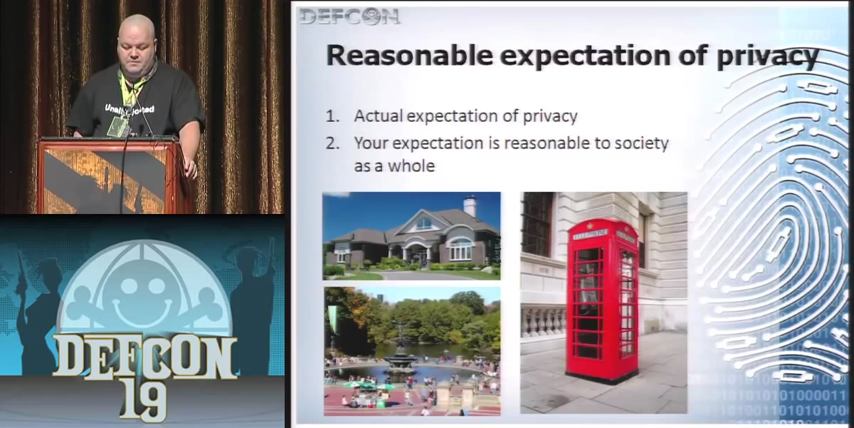 DEFCON
Reasonable expectation of privacy
1. Actual expectation of privacy
2. Your expectation is reasonable to society
as a whole
DEFCON
19